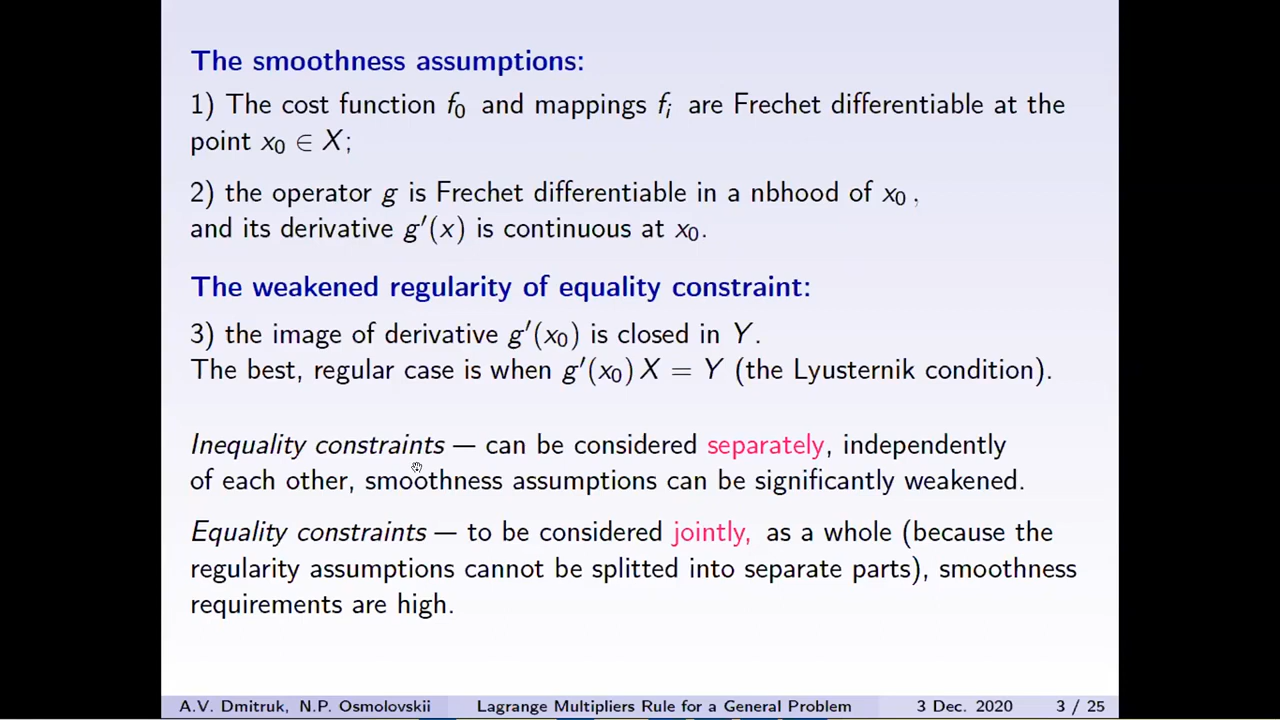 The smoothness assumptions:
1) The cost function f₀ and mappings fᵢ are Frechet differentiable at the
point x₀ ∈ X;
2) the operator g is Frechet differentiable in a nbhood of x₀ ,
and its derivative g′(x) is continuous at x₀.
The weakened regularity of equality constraint:
3) the image of derivative g′(x₀) is closed in Y.
The best, regular case is when g′(x₀) X = Y (the Lyusternik condition).
Inequality constraints — can be considered separately, independently
of each other, smoothness assumptions can be significantly weakened.
Equality constraints — to be considered jointly, as a whole (because the
regularity assumptions cannot be splitted into separate parts), smoothness
requirements are high.
A.V. Dmitruk, N.P. Osmolovskii Lagrange Multipliers Rule for a General Problem 3 Dec. 2020 3 / 25